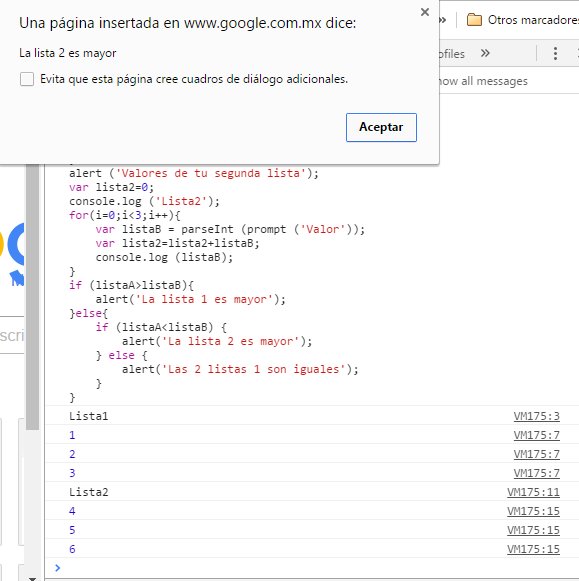 Una página insertada en www.google.com.mx dice:
×
»
Otros marcadores
La lista 2 es mayor
ofiles »
Evita que esta página cree cuadros de diálogo adicionales.
how all messages
Aceptar
alert ('Valores de tu segunda lista');
var lista2=0;
console.log ('Lista2');
for(i=0;i<3;i++){
    var listaB = parseInt (prompt ('Valor'));
    var lista2=lista2+listaB;
    console.log (listaB);
}
if (listaA>listaB){
    alert('La lista 1 es mayor');
}else{
    if (listaA<listaB) {
        alert('La lista 2 es mayor');
    } else {
        alert('Las 2 listas 1 son iguales');
    }
}
scri
Lista1 VM175:3
1 VM175:7
2 VM175:7
3 VM175:7
Lista2 VM175:11
4 VM175:15
5 VM175:15
6 VM175:15
>